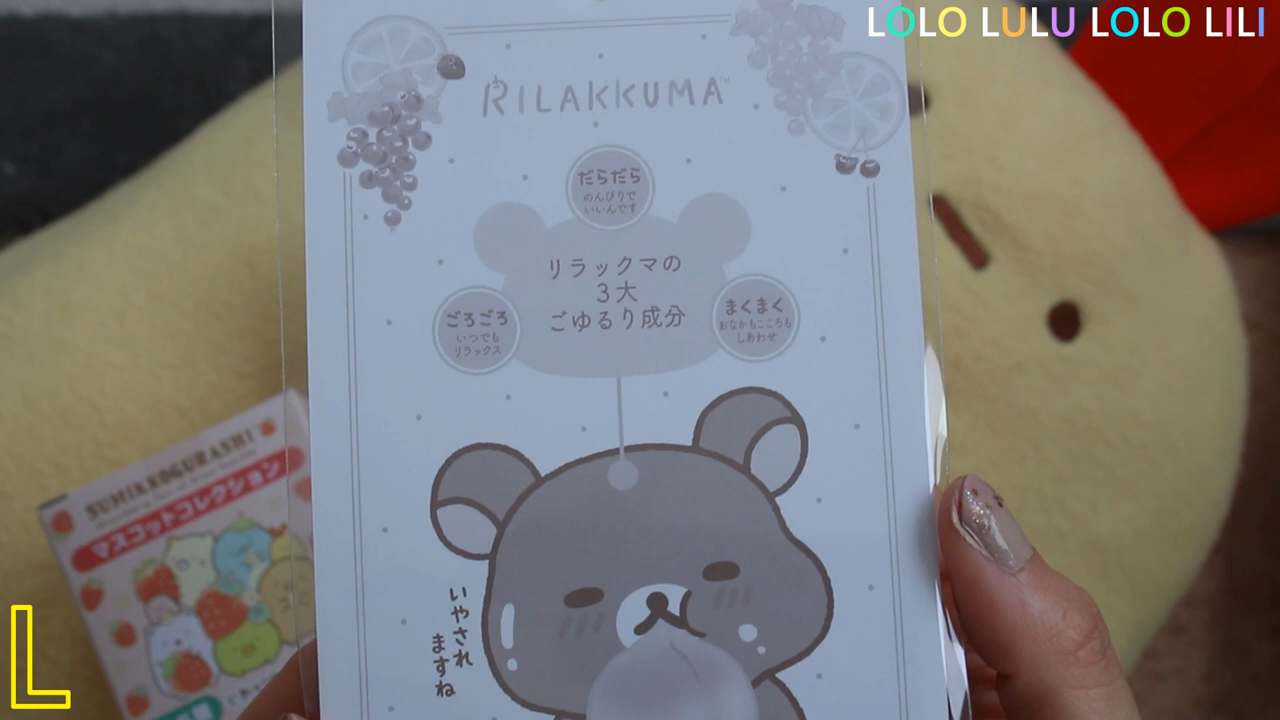 LOLO LULU LOLO LILI
RILAKKUMA™
だらだら
のんびりで
いいんです
リラックマの
3大
ごゆるり成分
ごろごろ
いつでも
リラックス
まくまく
おなかもこころも
しあわせ
いやされ
ますね
SUMIKKOGURASHI
マスコットコレクション
L